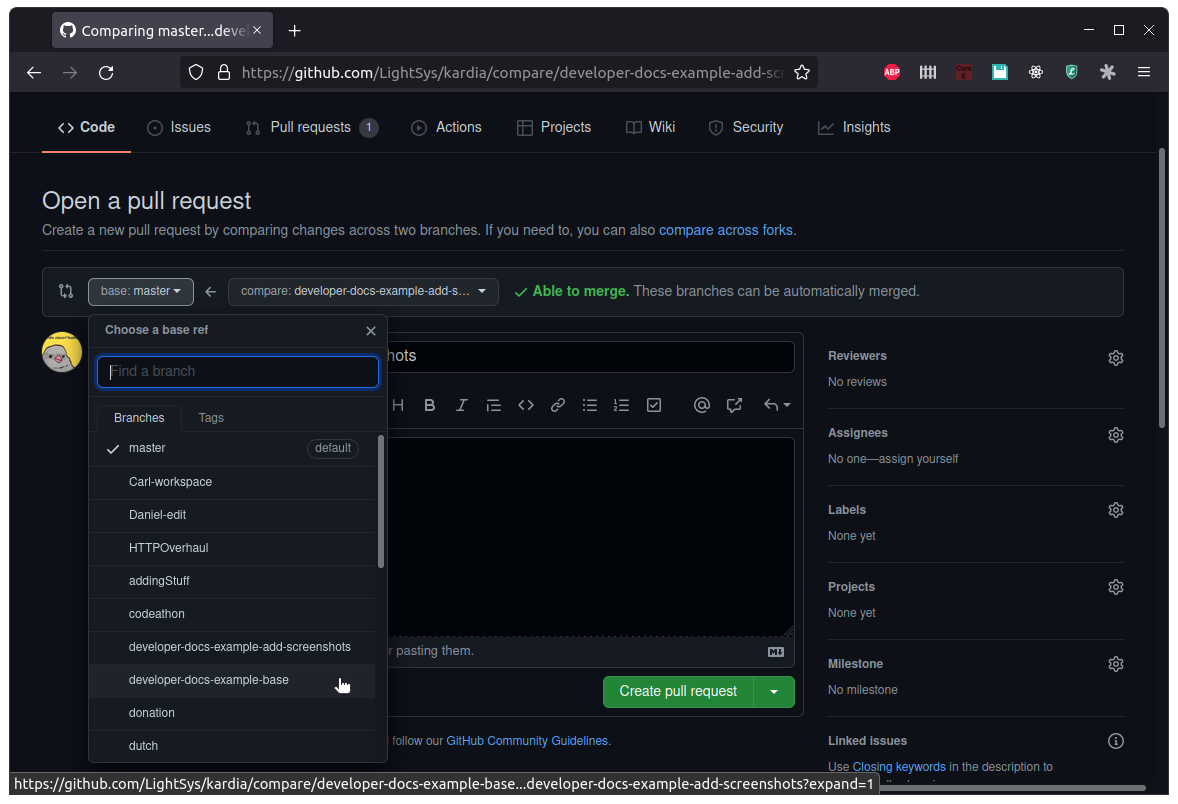 Comparing master...deve
https://github.com/LightSys/kardia/compare/developer-docs-example-add-scr
ABP
Cors
E
Code
Issues
Pull requests 1
Actions
Projects
Wiki
Security
Insights
Open a pull request
Create a new pull request by comparing changes across two branches. If you need to, you can also compare across forks.
base: master
compare: developer-docs-example-add-s...
Able to merge. These branches can be automatically merged.
Choose a base ref
Find a branch
Branches
Tags
master default
Carl-workspace
Daniel-edit
HTTPOverhaul
addingStuff
codeathon
developer-docs-example-add-screenshots
developer-docs-example-base
donation
dutch
hots
H B I
r pasting them.
Create pull request
follow our GitHub Community Guidelines.
Reviewers
No reviews
Assignees
No one—assign yourself
Labels
None yet
Projects
None yet
Milestone
No milestone
Linked issues
Use Closing keywords in the description to
https://github.com/LightSys/kardia/compare/developer-docs-example-base...developer-docs-example-add-screenshots?expand=1